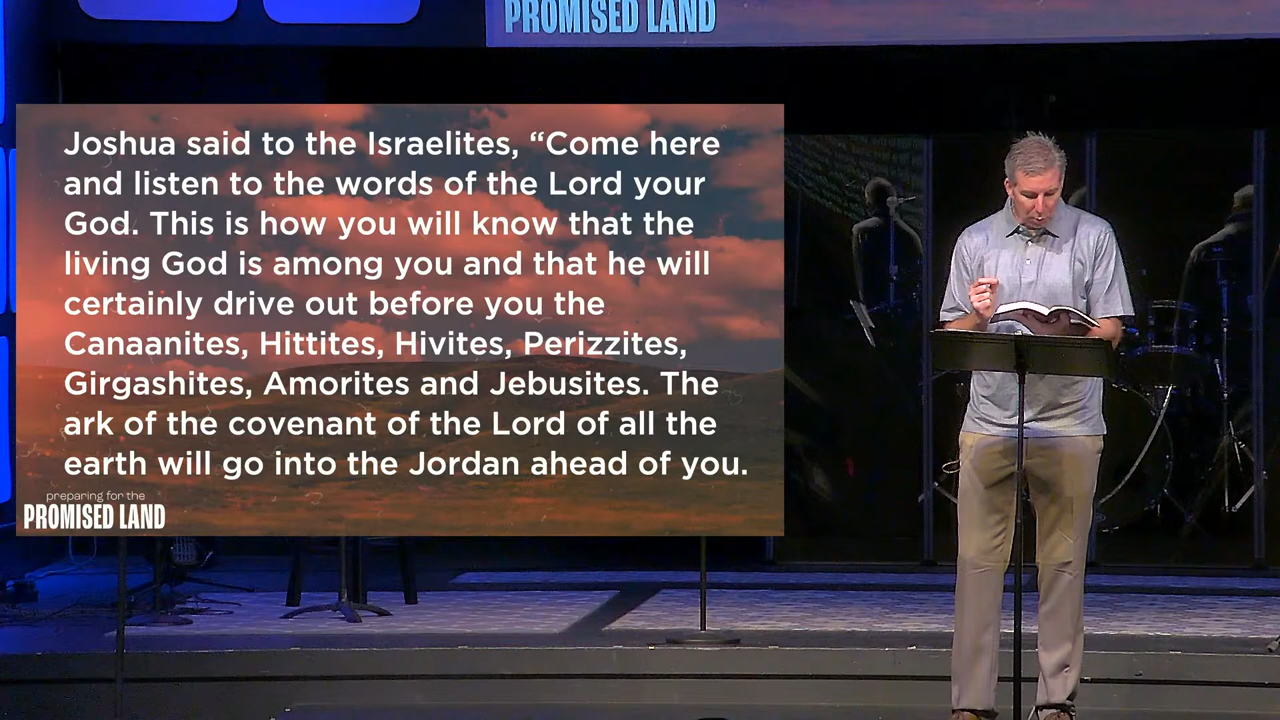 PROMISED LAND
Joshua said to the Israelites, “Come here
and listen to the words of the Lord your
God. This is how you will know that the
living God is among you and that he will
certainly drive out before you the
Canaanites, Hittites, Hivites, Perizzites,
Girgashites, Amorites and Jebusites. The
ark of the covenant of the Lord of all the
earth will go into the Jordan ahead of you.
preparing for the
PROMISED LAND